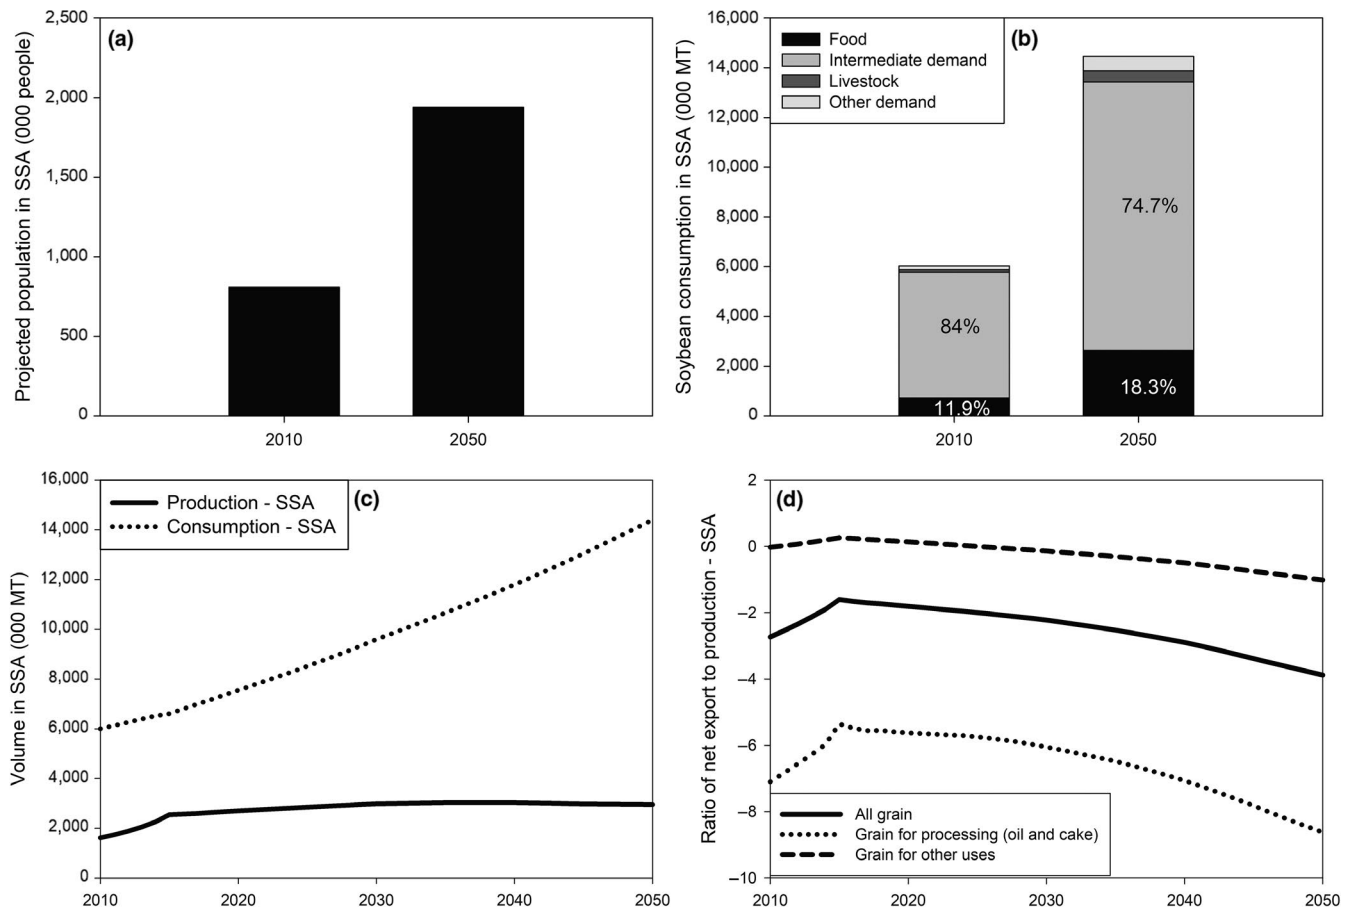 (a)
Projected population in SSA (000 people)
2,500
2,000
1,500
1,000
500
0
2010 2050
(b)
Soybean consumption in SSA (000 MT)
16,000
14,000
12,000
10,000
8,000
6,000
4,000
2,000
0
Food
Intermediate demand
Livestock
Other demand
84%
11.9%
74.7%
18.3%
2010 2050
(c)
Volume in SSA (000 MT)
16,000
14,000
12,000
10,000
8,000
6,000
4,000
2,000
0
Production - SSA
Consumption - SSA
2010 2020 2030 2040 2050
(d)
Ratio of net export to production - SSA
2
0
–2
–4
–6
–8
–10
All grain
Grain for processing (oil and cake)
Grain for other uses
2010 2020 2030 2040 2050